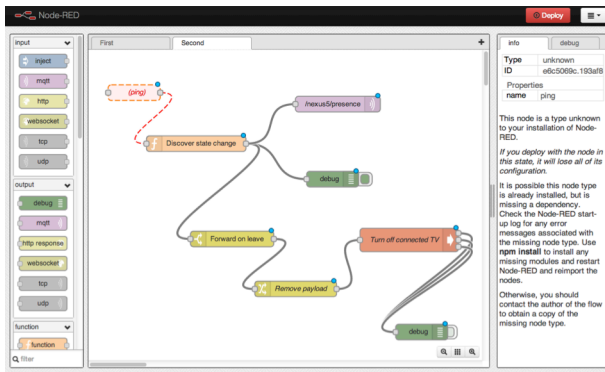 Node-RED
Deploy
input
inject
mqtt
http
websocket
tcp
udp
output
debug
mqtt
http response
websocket
tcp
udp
function
function
filter
First
Second
+
(ping)
/nexus5/presence
Discover state change
debug
Forward on leave
Turn off connected TV
Remove payload
debug
info
debug
Type unknown
ID e6c5069c.193af8
Properties
name ping
This node is a type unknown
to your installation of Node-
RED.
If you deploy with the node in
this state, it will lose all of its
configuration.
It is possible this node type
is already installed, but is
missing a dependency.
Check the Node-RED start-
up log for any error
messages associated with
the missing node type. Use
npm install to install any
missing modules and restart
Node-RED and reimport the
nodes.
Otherwise, you should
contact the author of the flow
to obtain a copy of the
missing node type.